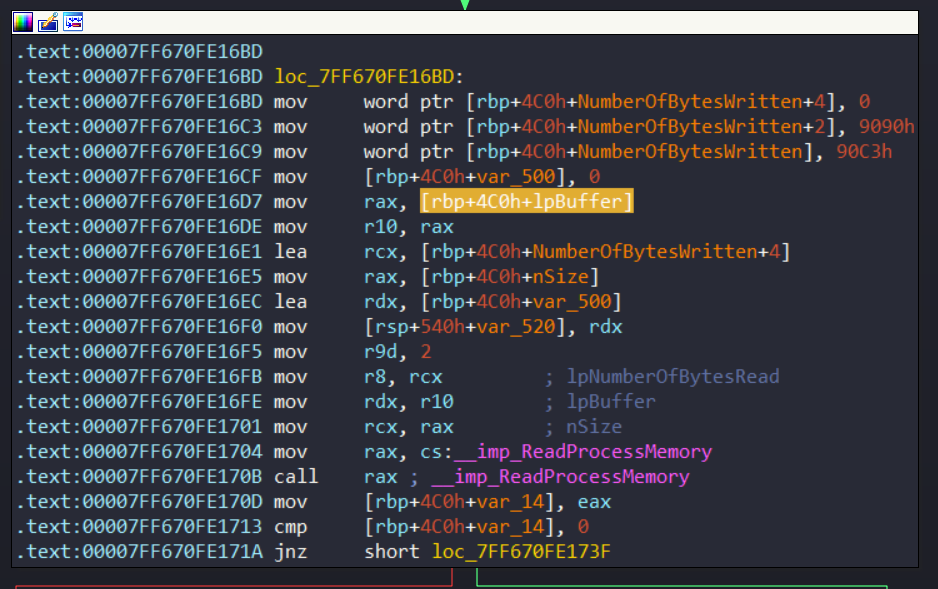 .text:00007FF670FE16BD
.text:00007FF670FE16BD loc_7FF670FE16BD:
.text:00007FF670FE16BD mov word ptr [rbp+4C0h+NumberOfBytesWritten+4], 0
.text:00007FF670FE16C3 mov word ptr [rbp+4C0h+NumberOfBytesWritten+2], 9090h
.text:00007FF670FE16C9 mov word ptr [rbp+4C0h+NumberOfBytesWritten], 90C3h
.text:00007FF670FE16CF mov [rbp+4C0h+var_500], 0
.text:00007FF670FE16D7 mov rax, [rbp+4C0h+lpBuffer]
.text:00007FF670FE16DE mov r10, rax
.text:00007FF670FE16E1 lea rcx, [rbp+4C0h+NumberOfBytesWritten+4]
.text:00007FF670FE16E5 mov rax, [rbp+4C0h+nSize]
.text:00007FF670FE16EC lea rdx, [rbp+4C0h+var_500]
.text:00007FF670FE16F0 mov [rsp+540h+var_520], rdx
.text:00007FF670FE16F5 mov r9d, 2
.text:00007FF670FE16FB mov r8, rcx ; lpNumberOfBytesRead
.text:00007FF670FE16FE mov rdx, r10 ; lpBuffer
.text:00007FF670FE1701 mov rcx, rax ; nSize
.text:00007FF670FE1704 mov rax, cs:__imp_ReadProcessMemory
.text:00007FF670FE170B call rax ; __imp_ReadProcessMemory
.text:00007FF670FE170D mov [rbp+4C0h+var_14], eax
.text:00007FF670FE1713 cmp [rbp+4C0h+var_14], 0
.text:00007FF670FE171A jnz short loc_7FF670FE173F